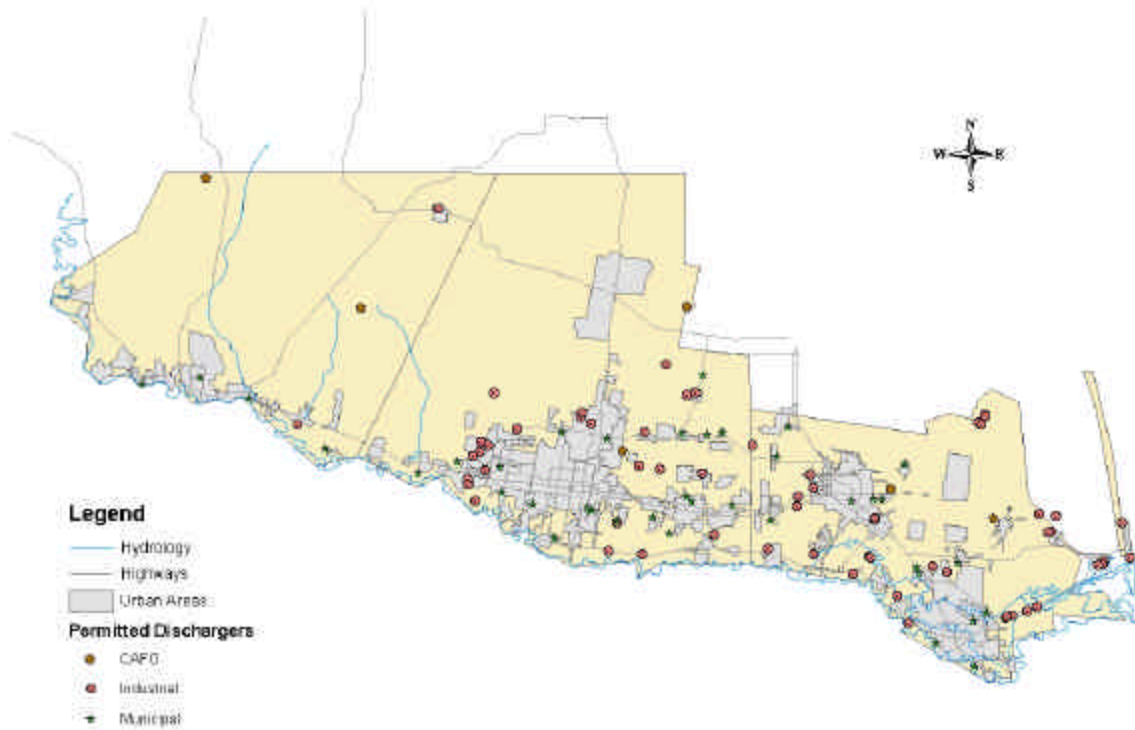 N
W E
S
Legend
Hydrology
Highways
Urban Areas
Permitted Dischargers
CAFO
Industrial
Municipal